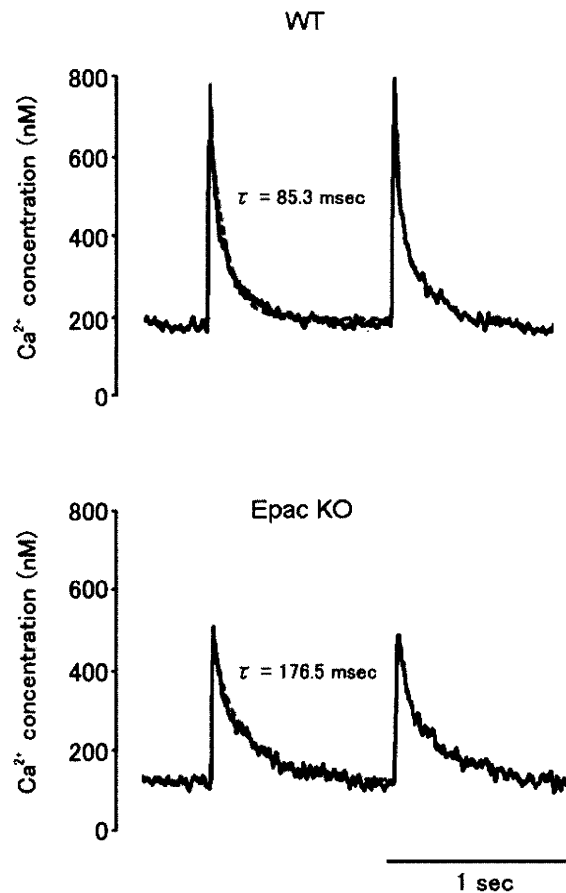 WT
Ca²⁺ concentration (nM)
800
600
400
200
0
τ = 85.3 msec
Epac KO
Ca²⁺ concentration (nM)
800
600
400
200
0
τ = 176.5 msec
1 sec